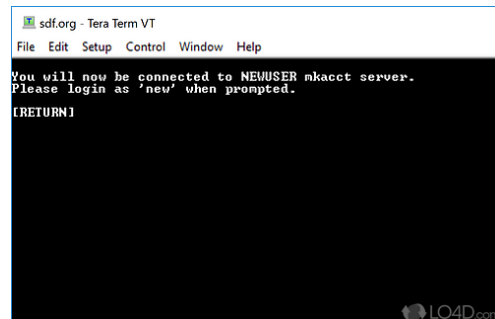 sdf.org - Tera Term VT
File Edit Setup Control Window Help
You will now be connected to NEWUSER mkacct server.
Please login as 'new' when prompted.
[RETURN]
LO4D.com